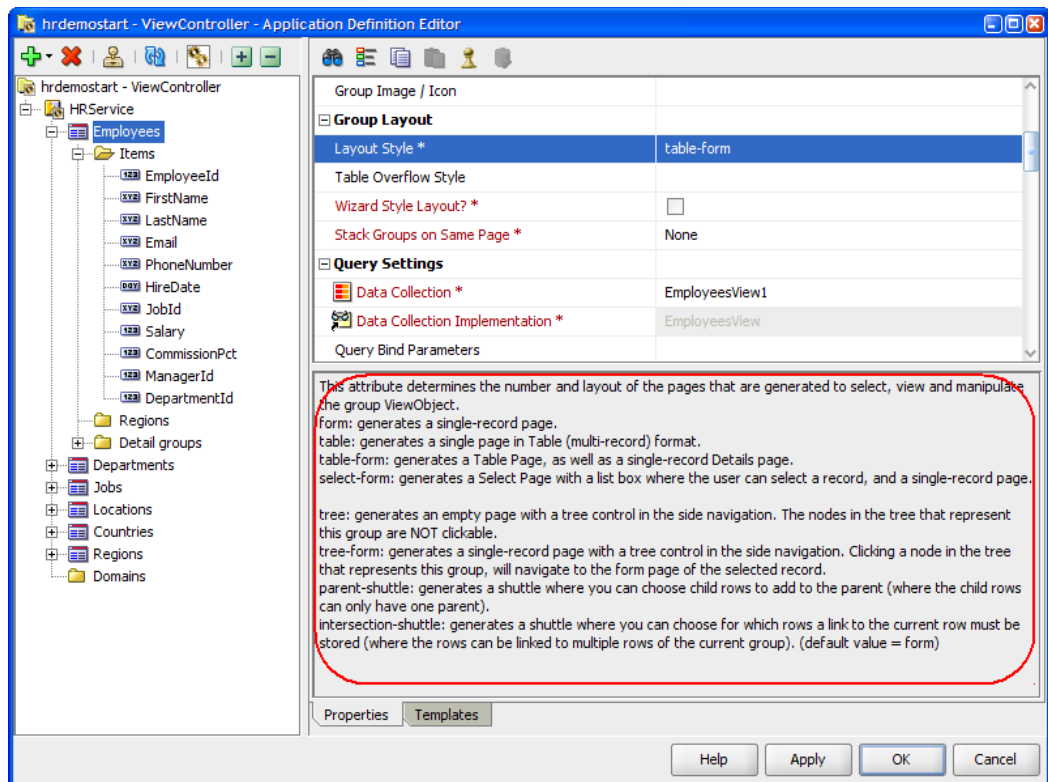 hrdemostart - ViewController - Application Definition Editor
hrdemostart - ViewController
HRService
Employees
Items
123 EmployeeId
XYZ FirstName
XYZ LastName
XYZ Email
XYZ PhoneNumber
DGY HireDate
XYZ JobId
123 Salary
123 CommissionPct
123 ManagerId
123 DepartmentId
Regions
Detail groups
Departments
Jobs
Locations
Countries
Regions
Domains
Group Image / Icon
Group Layout
Layout Style * table-form
Table Overflow Style
Wizard Style Layout? *
Stack Groups on Same Page * None
Query Settings
Data Collection * EmployeesView1
Data Collection Implementation * EmployeesView
Query Bind Parameters
This attribute determines the number and layout of the pages that are generated to select, view and manipulate
the group ViewObject.
form: generates a single-record page.
table: generates a single page in Table (multi-record) format.
table-form: generates a Table Page, as well as a single-record Details page.
select-form: generates a Select Page with a list box where the user can select a record, and a single-record page.
tree: generates an empty page with a tree control in the side navigation. The nodes in the tree that represent
this group are NOT clickable.
tree-form: generates a single-record page with a tree control in the side navigation. Clicking a node in the tree
that represents this group, will navigate to the form page of the selected record.
parent-shuttle: generates a shuttle where you can choose child rows to add to the parent (where the child rows
can only have one parent).
intersection-shuttle: generates a shuttle where you can choose for which rows a link to the current row must be
stored (where the rows can be linked to multiple rows of the current group). (default value = form)
Properties Templates
Help Apply OK Cancel